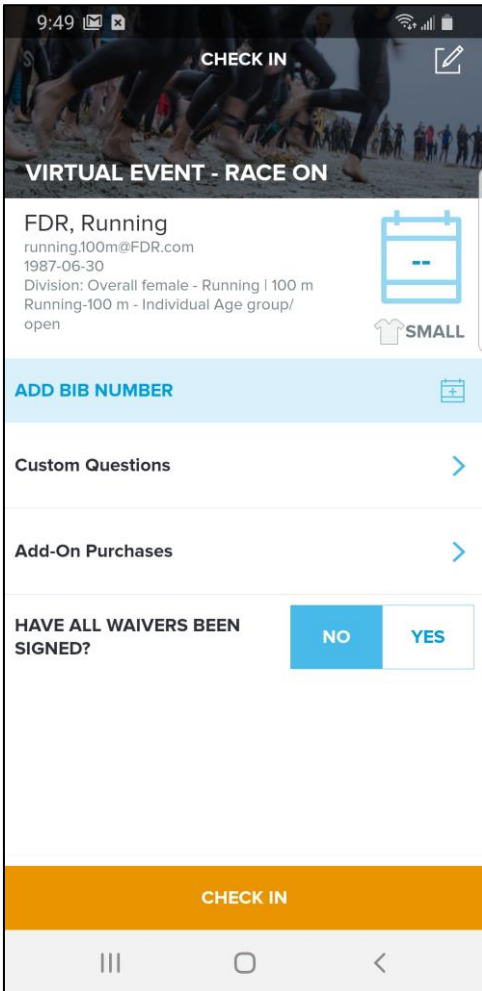 9:49
CHECK IN
VIRTUAL EVENT - RACE ON
FDR, Running
running.100m@FDR.com
1987-06-30
Division: Overall female - Running | 100 m
Running-100 m - Individual Age group/
open
--
SMALL
ADD BIB NUMBER
Custom Questions
Add-On Purchases
HAVE ALL WAIVERS BEEN
SIGNED?
NO
YES
CHECK IN